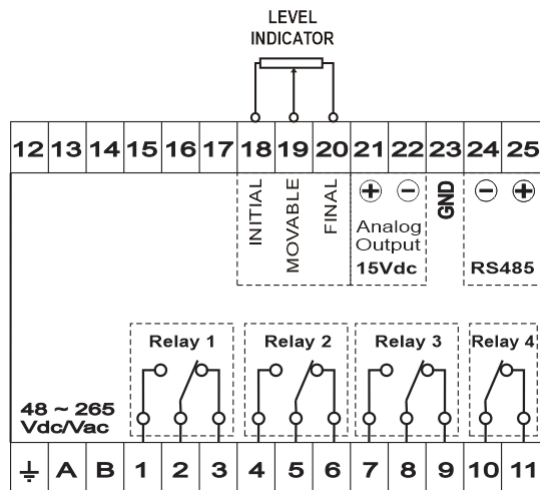 LEVEL
INDICATOR
12 13 14 15 16 17 18 19 20 21 22 23 24 25
INITIAL
MOVABLE
FINAL
+ −
Analog
Output
15Vdc
GND
− +
RS485
Relay 1
Relay 2
Relay 3
Relay 4
48 ~ 265
Vdc/Vac
⏚ A B 1 2 3 4 5 6 7 8 9 10 11